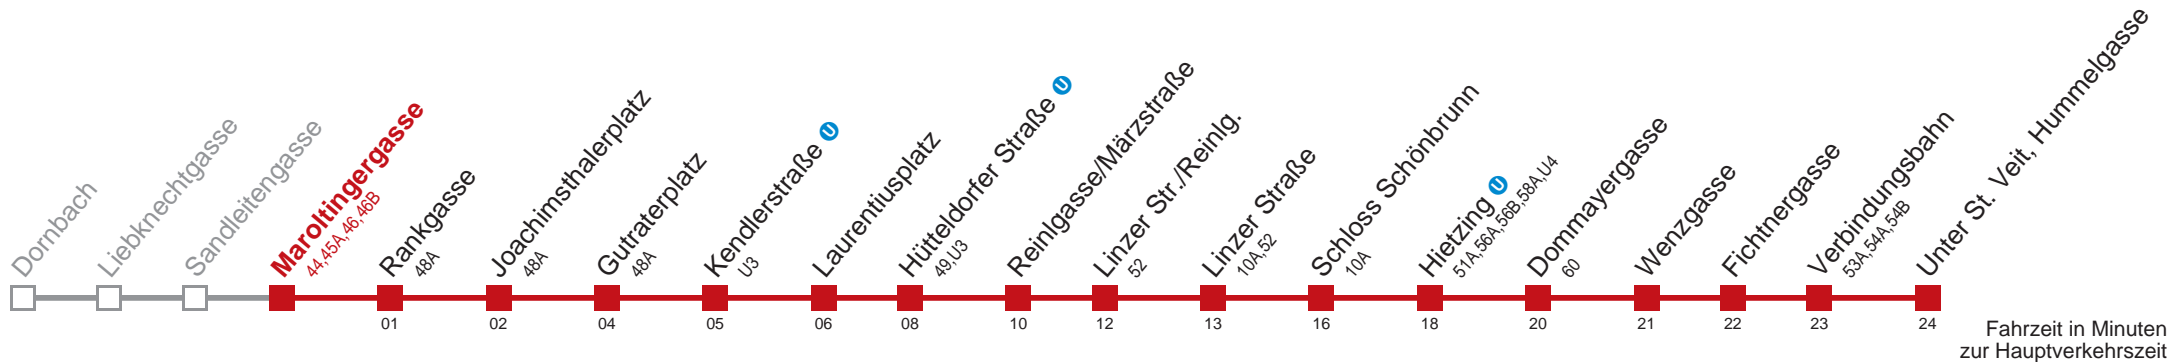 Dornbach
Liebknechtgasse
Sandleitengasse
Maroltingergasse
44,45A,46,46B
Rankgasse
48A
Joachimsthalerplatz
48A
Gutraterplatz
48A
Kendlerstraße U
U3
Laurentiusplatz
Hütteldorfer Straße U
49,U3
Reinlgasse/Märzstraße
Linzer Str./Reinlg.
52
Linzer Straße
10A,52
Schloss Schönbrunn
10A
Hietzing U
51A,56A,56B,58A,U4
Dommayergasse
60
Wenzgasse
Fichtnergasse
Verbindungsbahn
53A,54A,54B
Unter St. Veit, Hummelgasse
01 02 04 05 06 08 10 12 13 16 18 20 21 22 23 24
Fahrzeit in Minuten
zur Hauptverkehrszeit